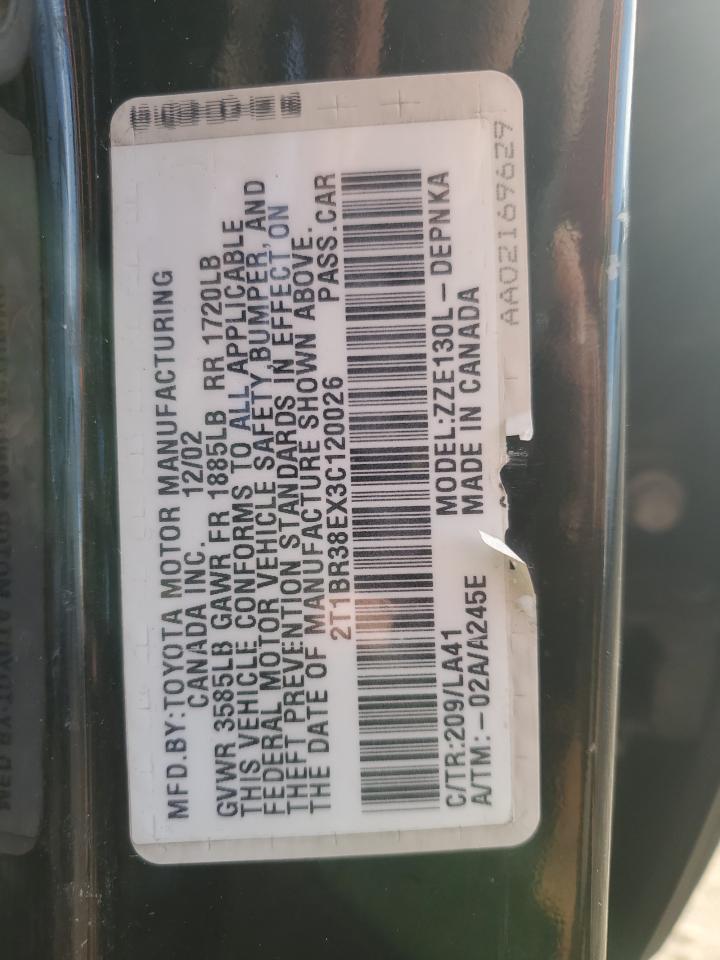 MFD.BY:TOYOTA MOTOR MANUFACTURING
CANADA INC. 12/02
GVWR 3585LB GAWR FR 1885LB RR 1720LB
THIS VEHICLE CONFORMS TO ALL APPLICABLE
FEDERAL MOTOR VEHICLE SAFETY,BUMPER, AND
THEFT PREVENTION STANDARDS IN EFFECT ON
THE DATE OF MANUFACTURE SHOWN ABOVE.
2T1BR38EX3C120026 PASS.CAR
C/TR:209/LA41 MODEL:ZZE130L-DEPNKA
A/TM:-02A/A245E MADE IN CANADA
AA02169629